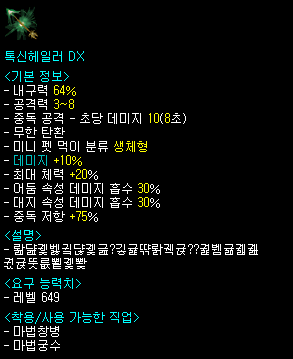 톡신헤일러 DX
<기본 정보>
- 내구력 64%
- 공격력 3~8
- 중독 공격 - 초당 데미지 10(8초)
- 무한 탄환
- 미니 펫 먹이 분류 생체형
- 데미지 +10%
- 최대 체력 +20%
- 어둠 속성 데미지 흡수 30%
- 대지 속성 데미지 흡수 30%
- 중독 저항 +75%
<설명>
<요구 능력치>
- 레벨 649
<착용/사용 가능한 직업>
- 마법창병
- 마법궁수